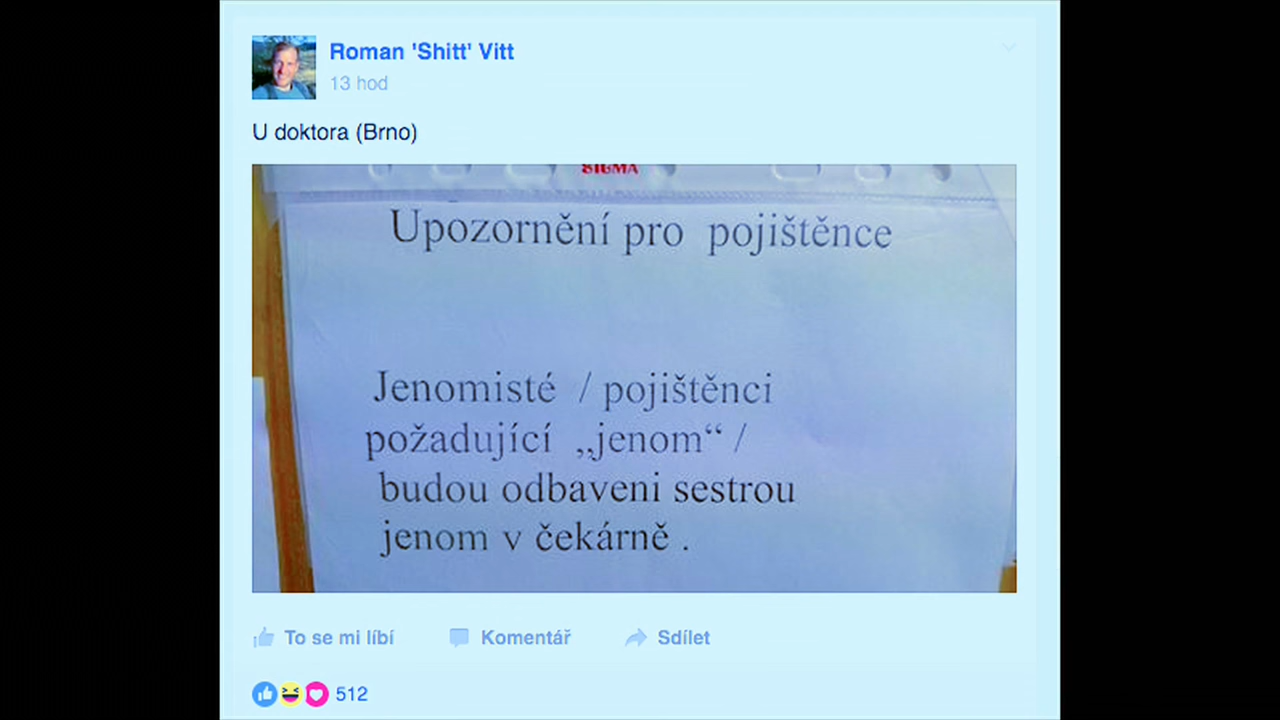 Roman 'Shitt' Vitt
13 hod
U doktora (Brno)
SIGMA
Upozornění pro pojištěnce
Jenomisté / pojištěnci
požadující „jenom“ /
budou odbaveni sestrou
jenom v čekárně .
To se mi líbí Komentář Sdílet
512